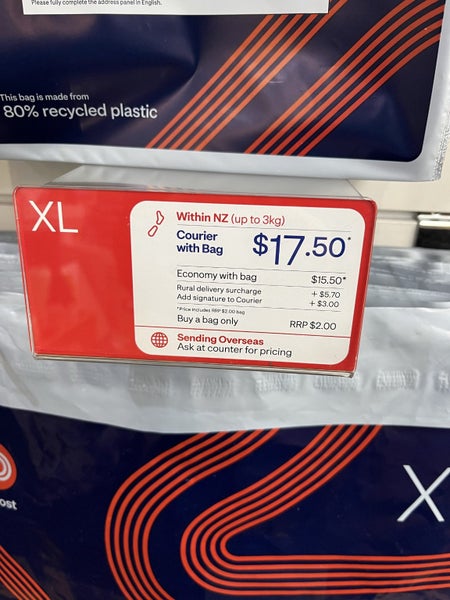 Please fully complete the address panel in English.
This bag is made from
80% recycled plastic
XL
Within NZ (up to 3kg)
Courier
with Bag
$17.50*
Economy with bag $15.50*
Rural delivery surcharge + $5.70
Add signature to Courier + $3.00
*Price includes RRP $2.00 bag
Buy a bag only RRP $2.00
Sending Overseas
Ask at counter for pricing
ost
X